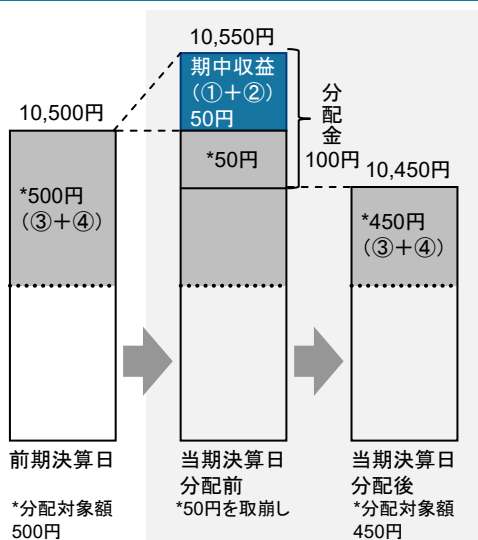 10,550円
期中収益
(①+②)
50円
分配金
100円
10,500円
*50円
10,450円
*500円
(③+④)
*450円
(③+④)
前期決算日
当期決算日
分配前
当期決算日
分配後
*分配対象額
500円
*50円を取崩し
*分配対象額
450円